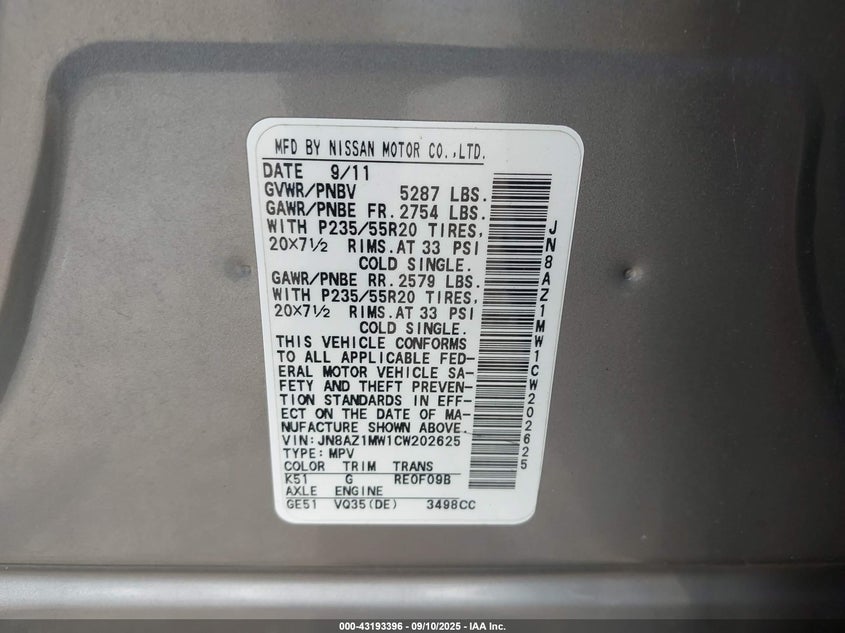 MFD BY NISSAN MOTOR CO.,LTD.
DATE 9/11
GVWR/PNBV 5287 LBS.
GAWR/PNBE FR. 2754 LBS.
WITH P235/55R20 TIRES,
20×7½ RIMS.AT 33 PSI
COLD SINGLE.
GAWR/PNBE RR. 2579 LBS.
WITH P235/55R20 TIRES,
20×7½ RIMS.AT 33 PSI
COLD SINGLE.
THIS VEHICLE CONFORMS
TO ALL APPLICABLE FED-
ERAL MOTOR VEHICLE SA-
FETY AND THEFT PREVEN-
TION STANDARDS IN EFF-
ECT ON THE DATE OF MA-
NUFACTURE SHOWN ABOVE.
VIN:JN8AZ1MW1CW202625
TYPE:MPV
COLOR TRIM TRANS
K51 G RE0F09B
AXLE ENGINE
GE51 VQ35(DE) 3498CC
JN8AZ1MW1CW202625
000-43193396 - 09/10/2025 - IAA Inc.